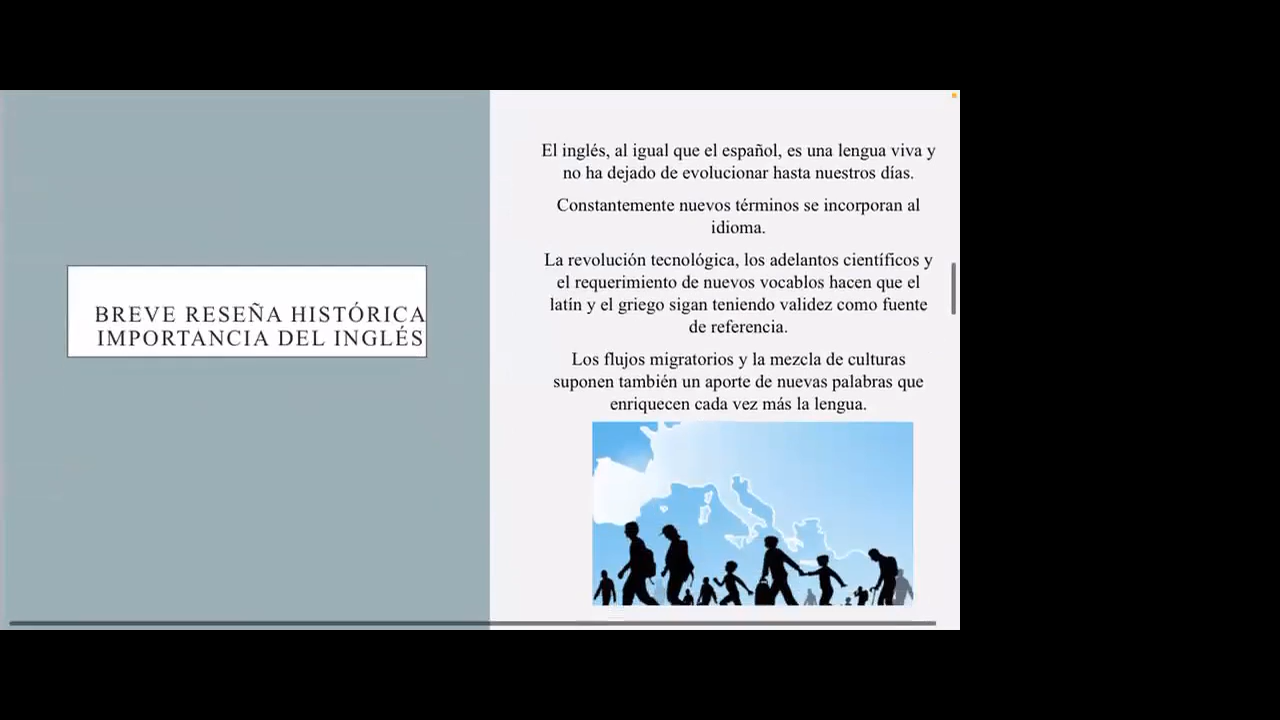 BREVE RESEÑA HISTÓRICA
IMPORTANCIA DEL INGLÉS
El inglés, al igual que el español, es una lengua viva y
no ha dejado de evolucionar hasta nuestros días.
Constantemente nuevos términos se incorporan al
idioma.
La revolución tecnológica, los adelantos científicos y
el requerimiento de nuevos vocablos hacen que el
latín y el griego sigan teniendo validez como fuente
de referencia.
Los flujos migratorios y la mezcla de culturas
suponen también un aporte de nuevas palabras que
enriquecen cada vez más la lengua.